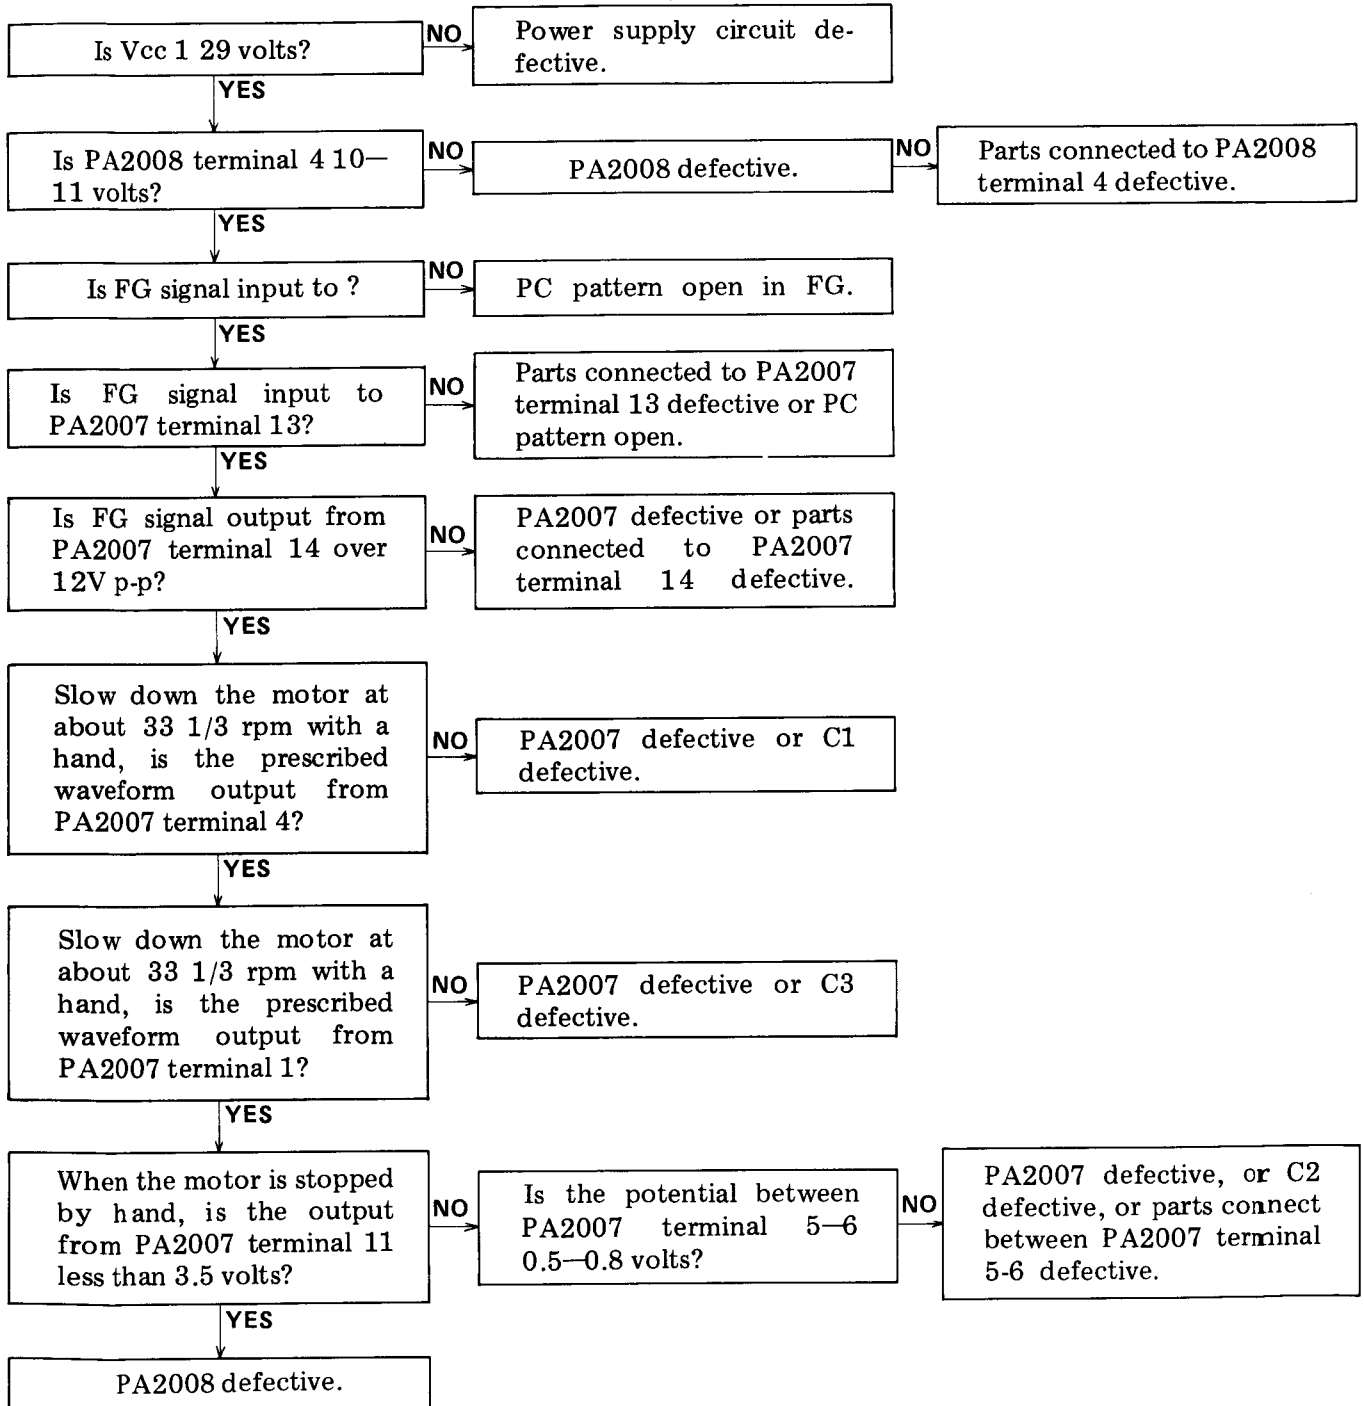 Is Vcc 1 29 volts?
NO
Power supply circuit de-
fective.
YES
Is PA2008 terminal 4 10—
11 volts?
NO
PA2008 defective.
NO
Parts connected to PA2008
terminal 4 defective.
YES
Is FG signal input to ?
NO
PC pattern open in FG.
YES
Is FG signal input to
PA2007 terminal 13?
NO
Parts connected to PA2007
terminal 13 defective or PC
pattern open.
YES
Is FG signal output from
PA2007 terminal 14 over
12V p-p?
NO
PA2007 defective or parts
connected to PA2007
terminal 14 defective.
YES
Slow down the motor at
about 33 1/3 rpm with a
hand, is the prescribed
waveform output from
PA2007 terminal 4?
NO
PA2007 defective or C1
defective.
YES
Slow down the motor at
about 33 1/3 rpm with a
hand, is the prescribed
waveform output from
PA2007 terminal 1?
NO
PA2007 defective or C3
defective.
YES
When the motor is stopped
by hand, is the output
from PA2007 terminal 11
less than 3.5 volts?
NO
Is the potential between
PA2007 terminal 5—6
0.5—0.8 volts?
NO
PA2007 defective, or C2
defective, or parts connect
between PA2007 terminal
5-6 defective.
YES
PA2008 defective.